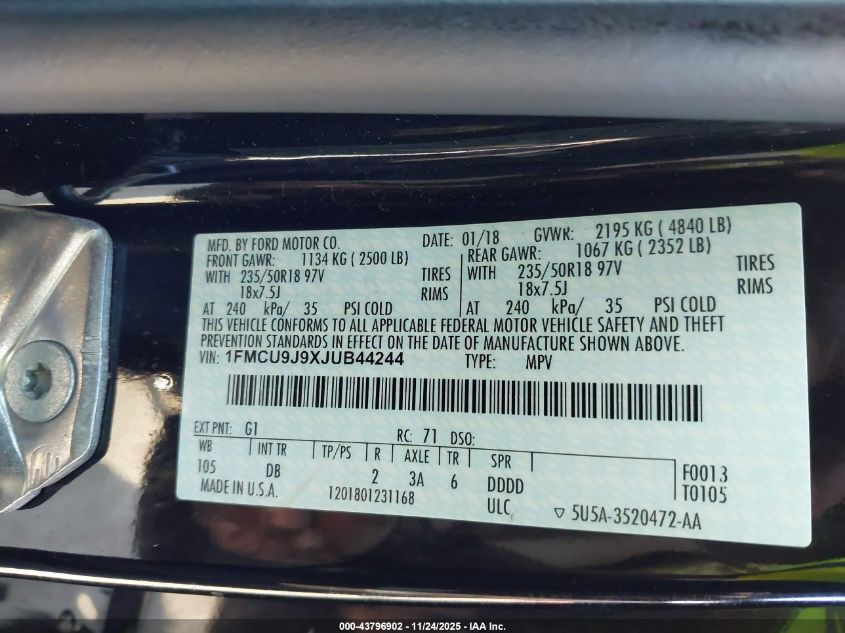 MFD. BY FORD MOTOR CO. DATE: 01/18 GVWR: 2195 KG ( 4840 LB)
FRONT GAWR: 1134 KG ( 2500 LB) REAR GAWR: 1067 KG ( 2352 LB)
WITH 235/50R18 97V TIRES WITH 235/50R18 97V TIRES
18x7.5J RIMS 18x7.5J RIMS
AT 240 kPa/ 35 PSI COLD AT 240 kPa/ 35 PSI COLD
THIS VEHICLE CONFORMS TO ALL APPLICABLE FEDERAL MOTOR VEHICLE SAFETY AND THEFT
PREVENTION STANDARDS IN EFFECT ON THE DATE OF MANUFACTURE SHOWN ABOVE.
VIN: 1FMCU9J9XJUB44244 TYPE: MPV
EXT PNT: G1 RC: 71 DSO:
WB INT TR TP/PS R AXLE TR SPR
105 DB 2 3A 6 DDDD F0013
MADE IN U.S.A. 1201801231168 ULC T0105
▽ 5U5A-3520472-AA
000-43796902 - 11/24/2025 - IAA Inc.